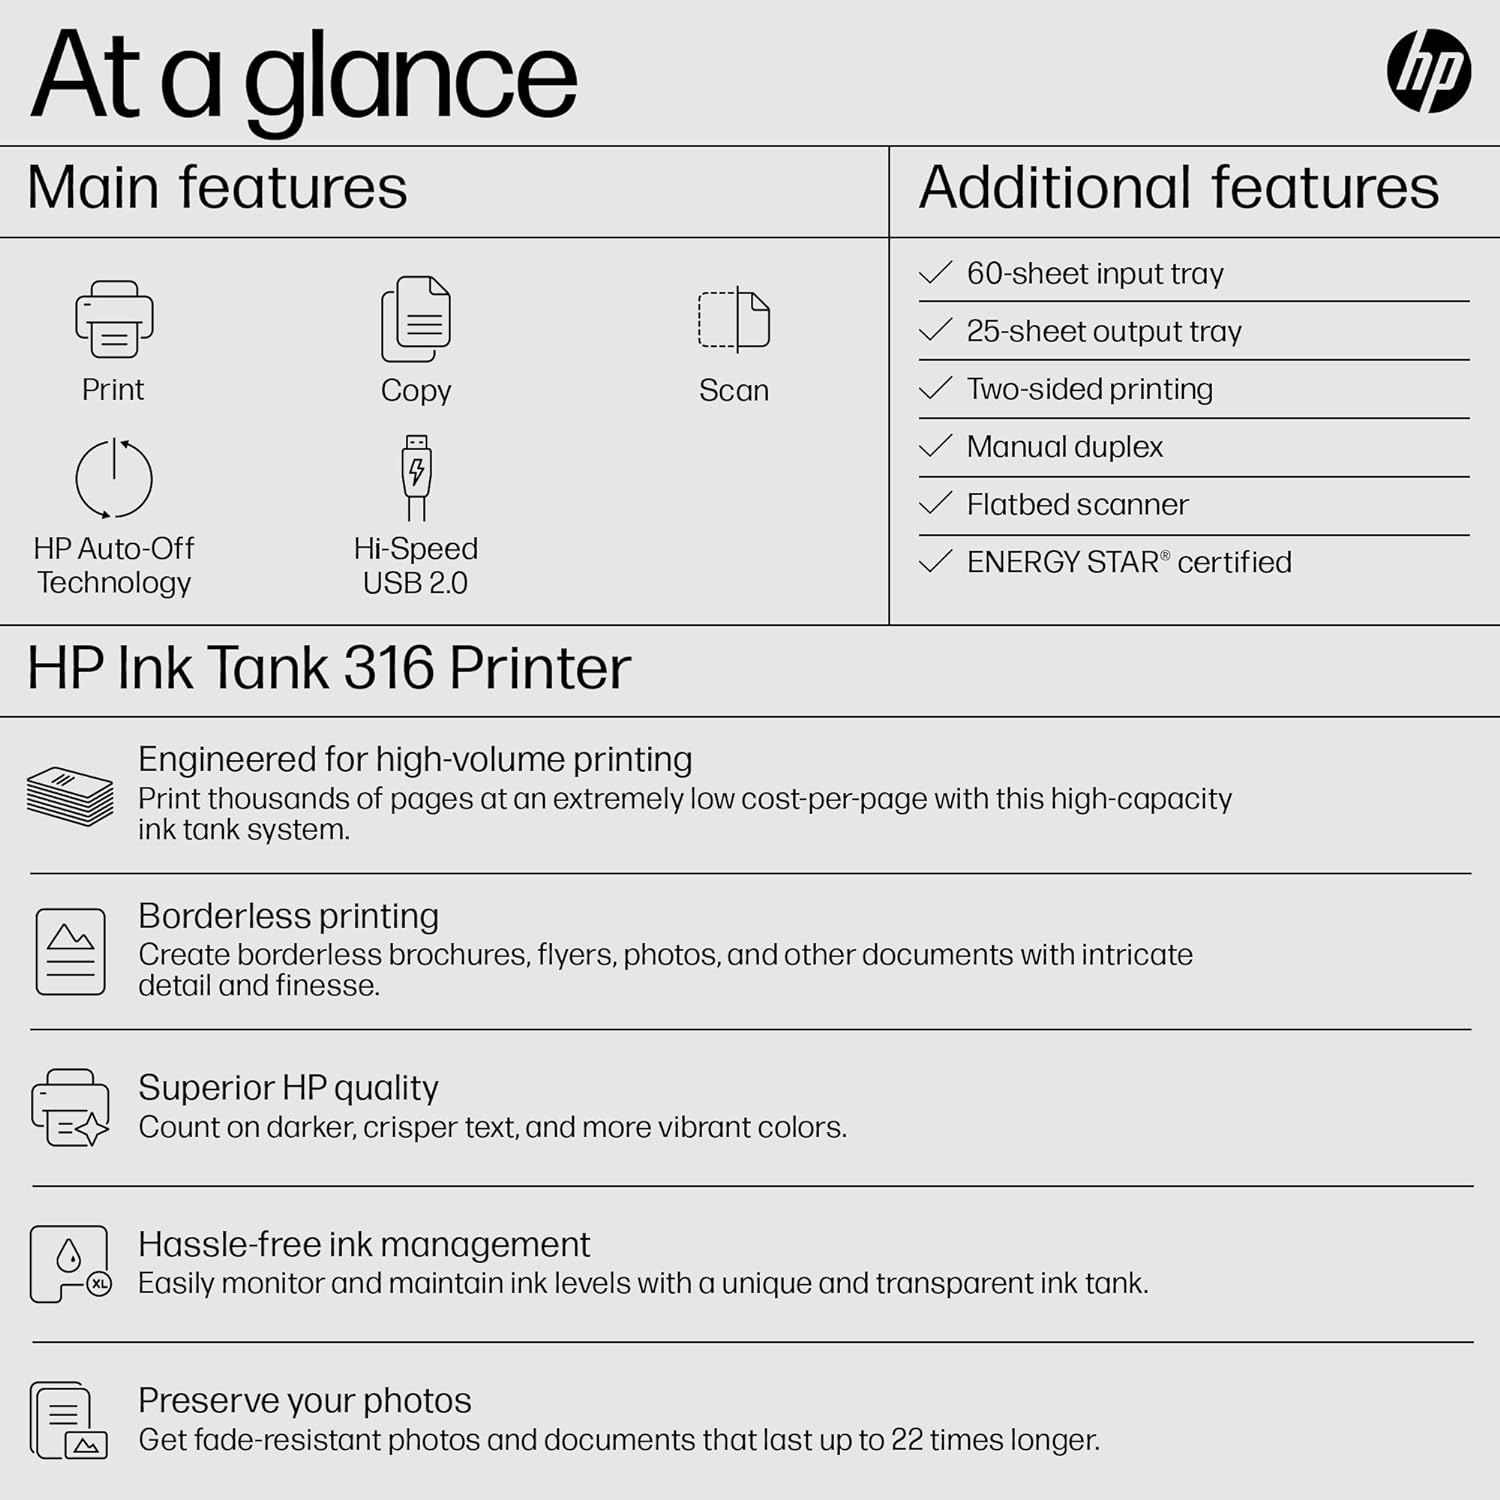 At a glance
hp
Main features
Additional features
Print
Copy
Scan
HP Auto-Off
Technology
Hi-Speed
USB 2.0
60-sheet input tray
25-sheet output tray
Two-sided printing
Manual duplex
Flatbed scanner
ENERGY STAR® certified
HP Ink Tank 316 Printer
Engineered for high-volume printing
Print thousands of pages at an extremely low cost-per-page with this high-capacity
ink tank system.
Borderless printing
Create borderless brochures, flyers, photos, and other documents with intricate
detail and finesse.
Superior HP quality
Count on darker, crisper text, and more vibrant colors.
XL
Hassle-free ink management
Easily monitor and maintain ink levels with a unique and transparent ink tank.
Preserve your photos
Get fade-resistant photos and documents that last up to 22 times longer.